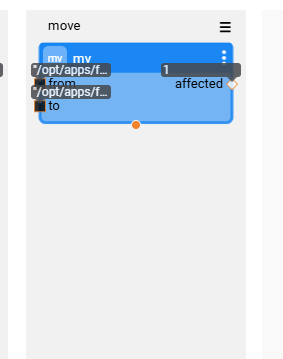 move
mv mv
"/opt/apps/f... 1
from affected
"/opt/apps/f...
to